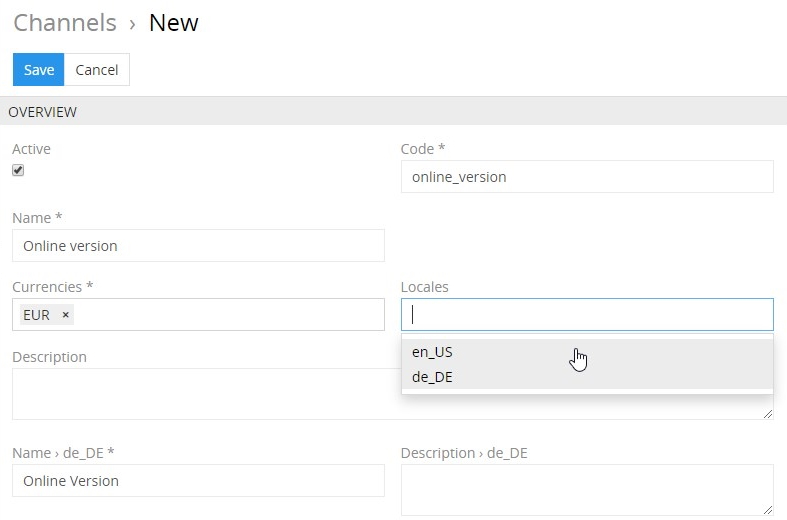 Channels › New
Save Cancel
OVERVIEW
Active
Code *
online_version
Name *
Online version
Currencies *
EUR ×
Locales
en_US
de_DE
Description
Name › de_DE *
Online Version
Description › de_DE